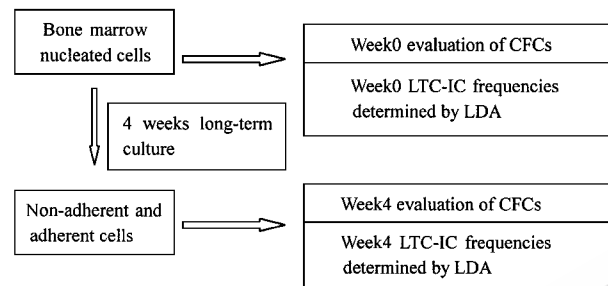 Bone marrow
nucleated cells
Week0 evaluation of CFCs
Week0 LTC-IC frequencies
determined by LDA
4 weeks long-term
culture
Non-adherent and
adherent cells
Week4 evaluation of CFCs
Week4 LTC-IC frequencies
determined by LDA